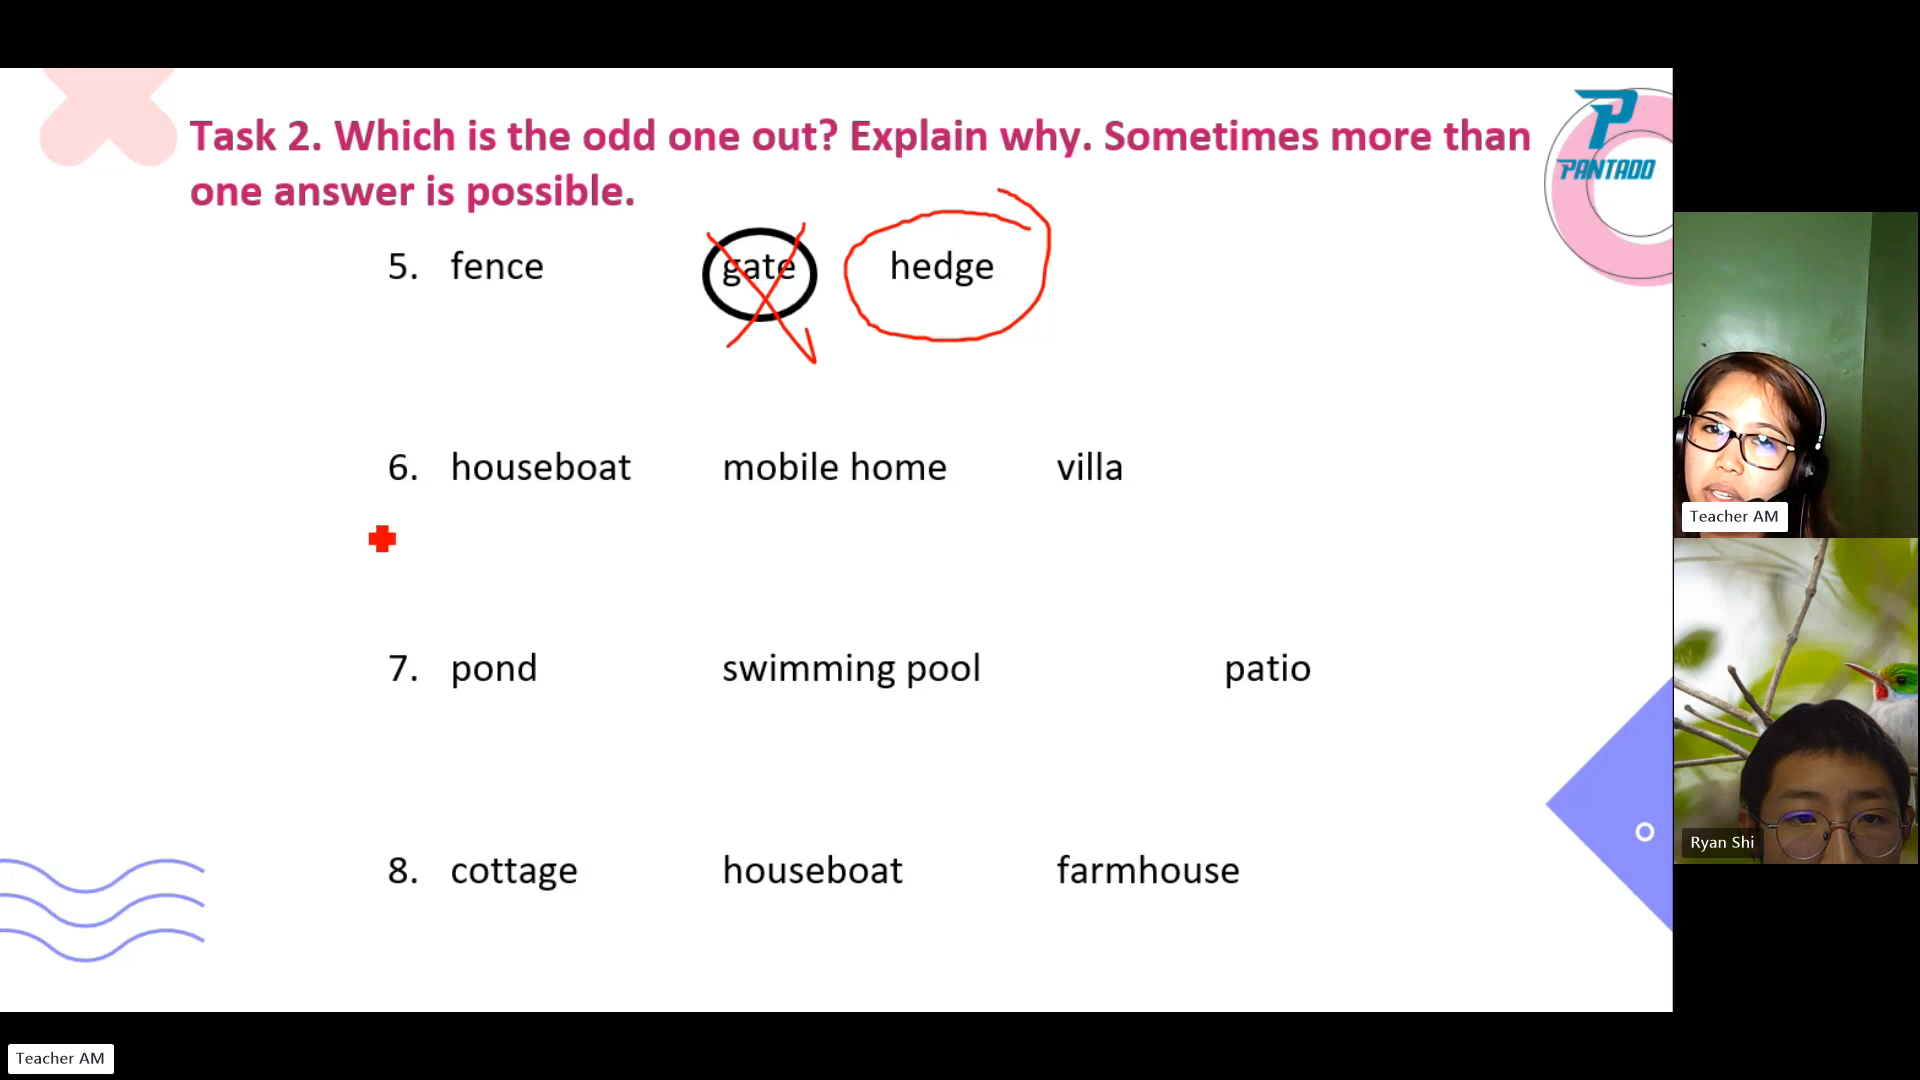 Task 2. Which is the odd one out? Explain why. Sometimes more than
one answer is possible.
PANTADO
5. fence gate hedge
6. houseboat mobile home villa
7. pond swimming pool patio
8. cottage houseboat farmhouse
Teacher AM
Ryan Shi
Teacher AM